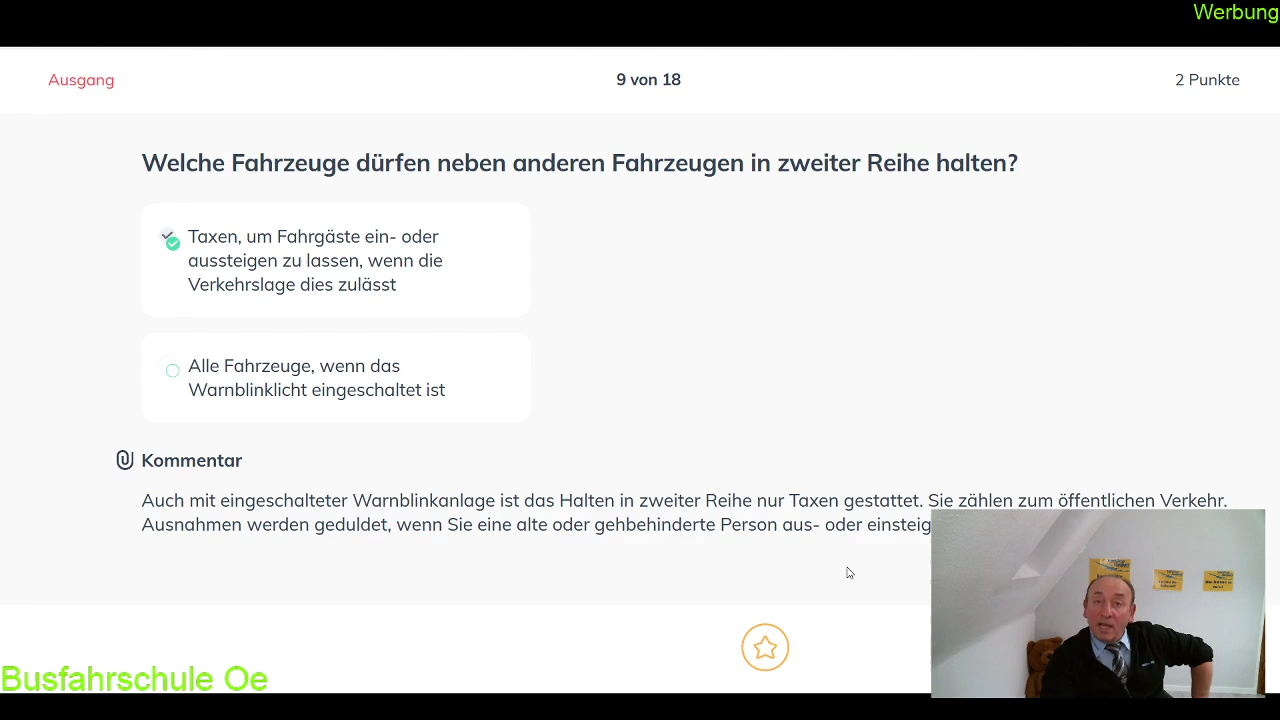 Werbung
Ausgang
9 von 18
2 Punkte
Welche Fahrzeuge dürfen neben anderen Fahrzeugen in zweiter Reihe halten?
Taxen, um Fahrgäste ein- oder
aussteigen zu lassen, wenn die
Verkehrslage dies zulässt
Alle Fahrzeuge, wenn das
Warnblinklicht eingeschaltet ist
Kommentar
Auch mit eingeschalteter Warnblinkanlage ist das Halten in zweiter Reihe nur Taxen gestattet. Sie zählen zum öffentlichen Verkehr.
Ausnahmen werden geduldet, wenn Sie eine alte oder gehbehinderte Person aus- oder einsteig
Busfahrschule Oe